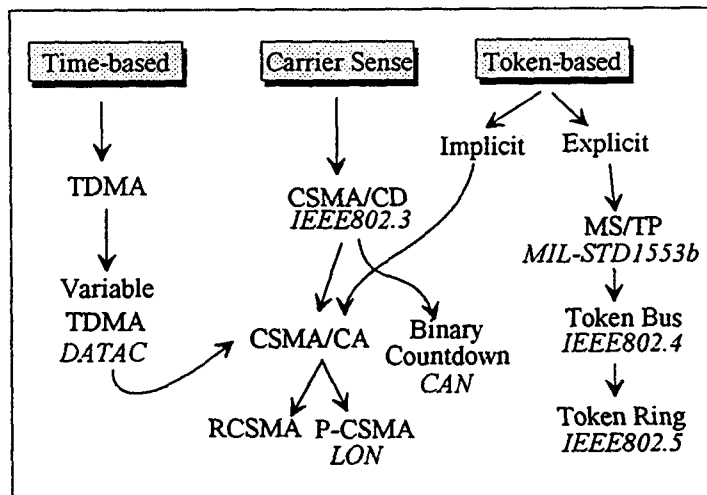 Time-based
Carrier Sense
Token-based
Implicit
Explicit
TDMA
CSMA/CD
IEEE802.3
MS/TP
MIL-STD1553b
Variable
TDMA
DATAC
CSMA/CA
Binary
Countdown
CAN
Token Bus
IEEE802.4
RCSMA
P-CSMA
LON
Token Ring
IEEE802.5